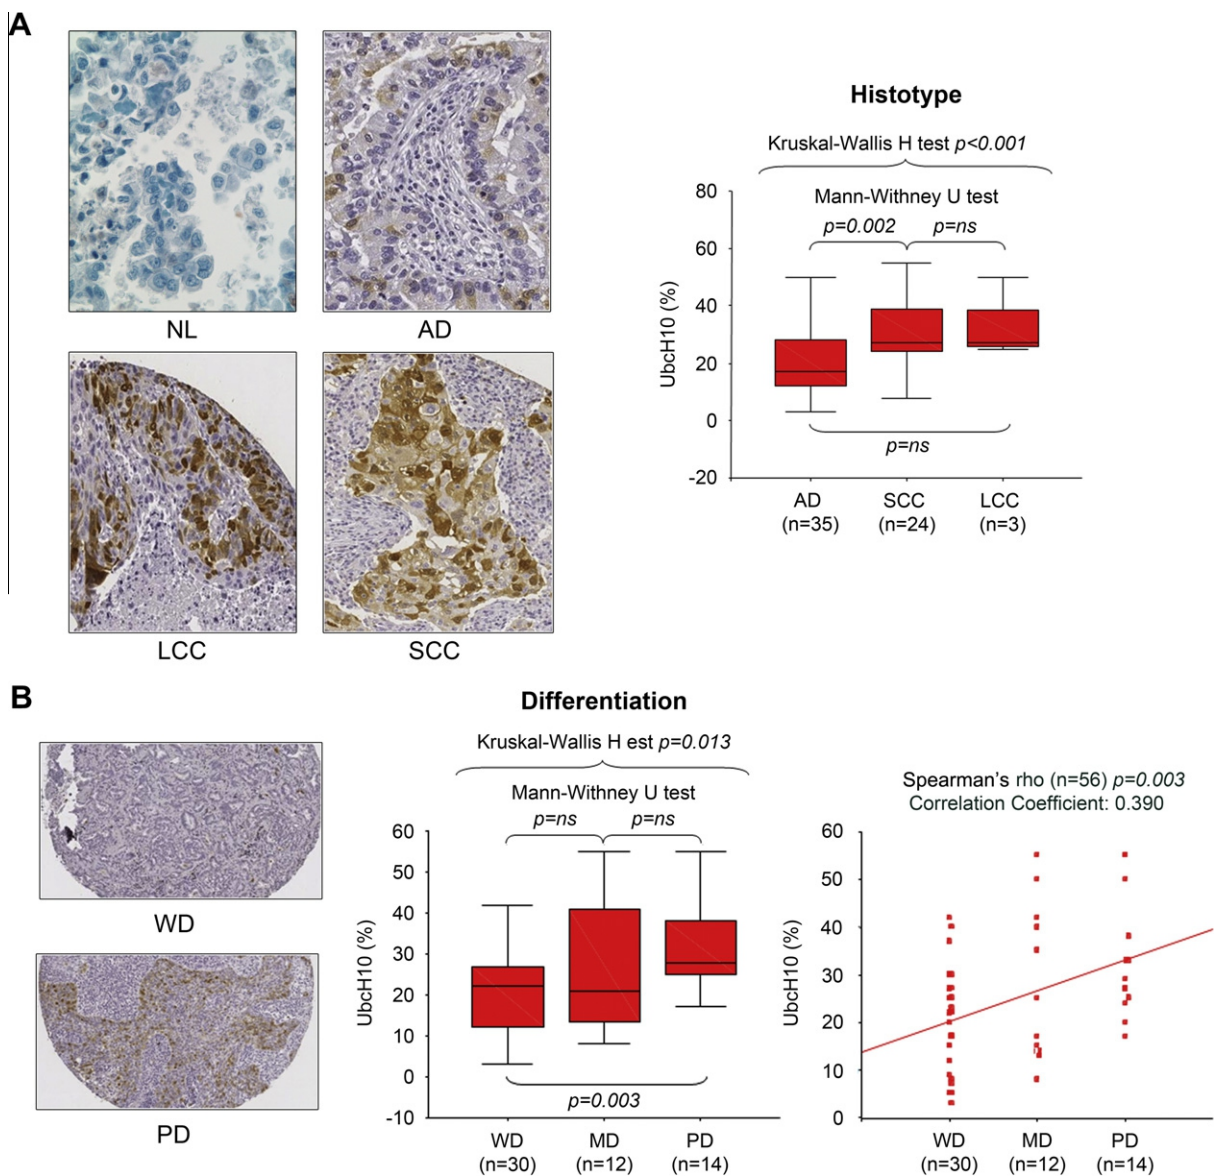 A
NL
AD
LCC
SCC
Histotype
Kruskal-Wallis H test p<0.001
Mann-Withney U test
p=0.002
p=ns
80
60
40
20
0
-20
UbcH10 (%)
p=ns
AD
SCC
LCC
(n=35)
(n=24)
(n=3)
B
WD
PD
Differentiation
Kruskal-Wallis H est p=0.013
Mann-Withney U test
p=ns
p=ns
60
50
40
30
20
10
0
-10
UbcH10 (%)
p=0.003
WD
MD
PD
(n=30)
(n=12)
(n=14)
Spearman's rho (n=56) p=0.003
Correlation Coefficient: 0.390
60
50
40
30
20
10
0
UbcH10 (%)
WD
MD
PD
(n=30)
(n=12)
(n=14)